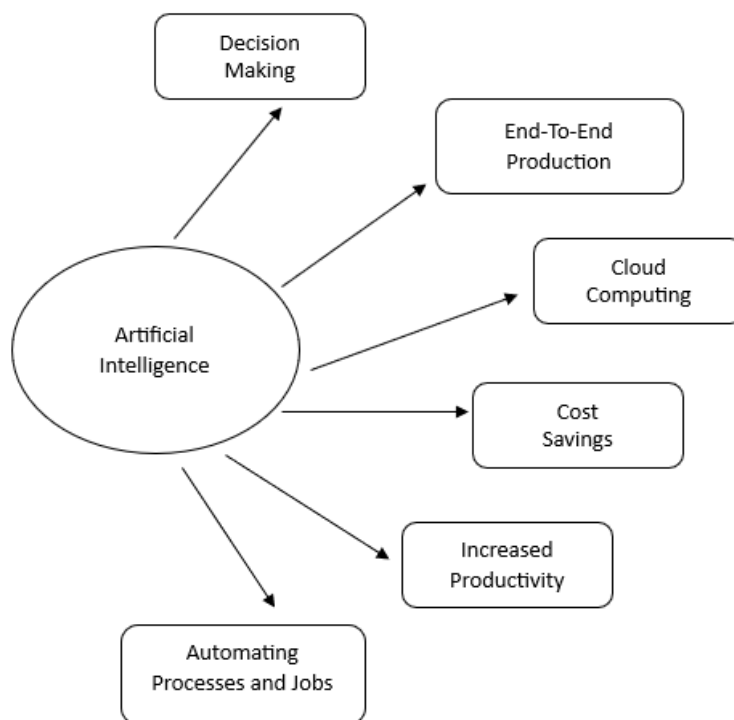 Decision
Making
End-To-End
Production
Cloud
Computing
Artificial
Intelligence
Cost
Savings
Increased
Productivity
Automating
Processes and Jobs